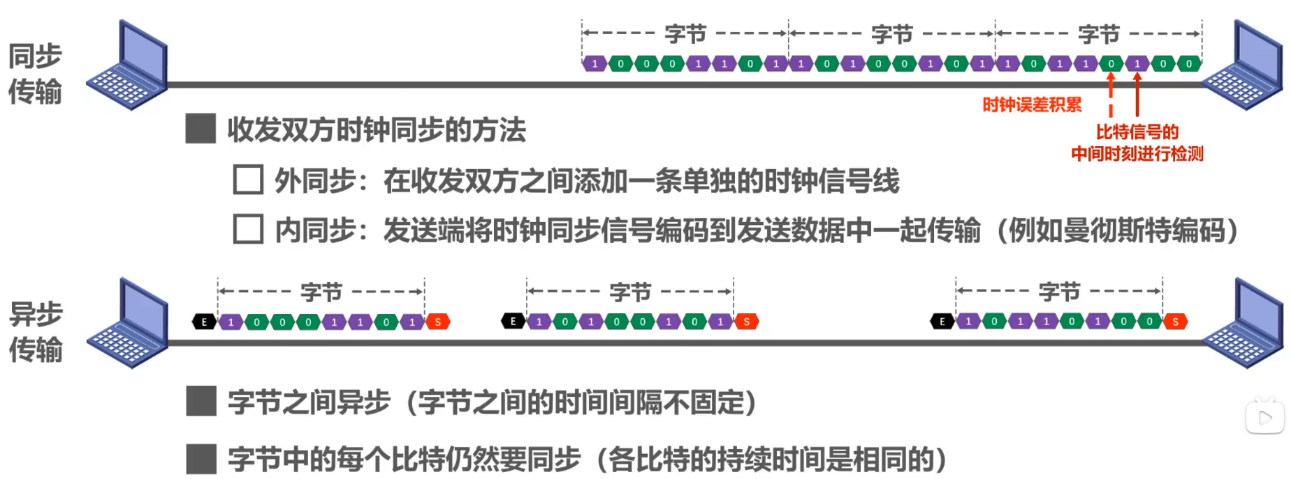 同步
传输
字节 字节 字节
1 0 0 0 1 1 0 1 1 0 1 0 0 1 0 1 1 0 1 1 0 1 0 0
时钟误差积累
比特信号的
中间时刻进行检测
收发双方时钟同步的方法
外同步：在收发双方之间添加一条单独的时钟信号线
内同步：发送端将时钟同步信号编码到发送数据中一起传输（例如曼彻斯特编码）
异步
传输
字节 字节 字节
E 1 0 0 0 1 1 0 1 S E 1 0 1 0 0 1 0 1 S E 1 0 1 1 0 1 0 0 S
字节之间异步（字节之间的时间间隔不固定）
字节中的每个比特仍然要同步（各比特的持续时间是相同的）